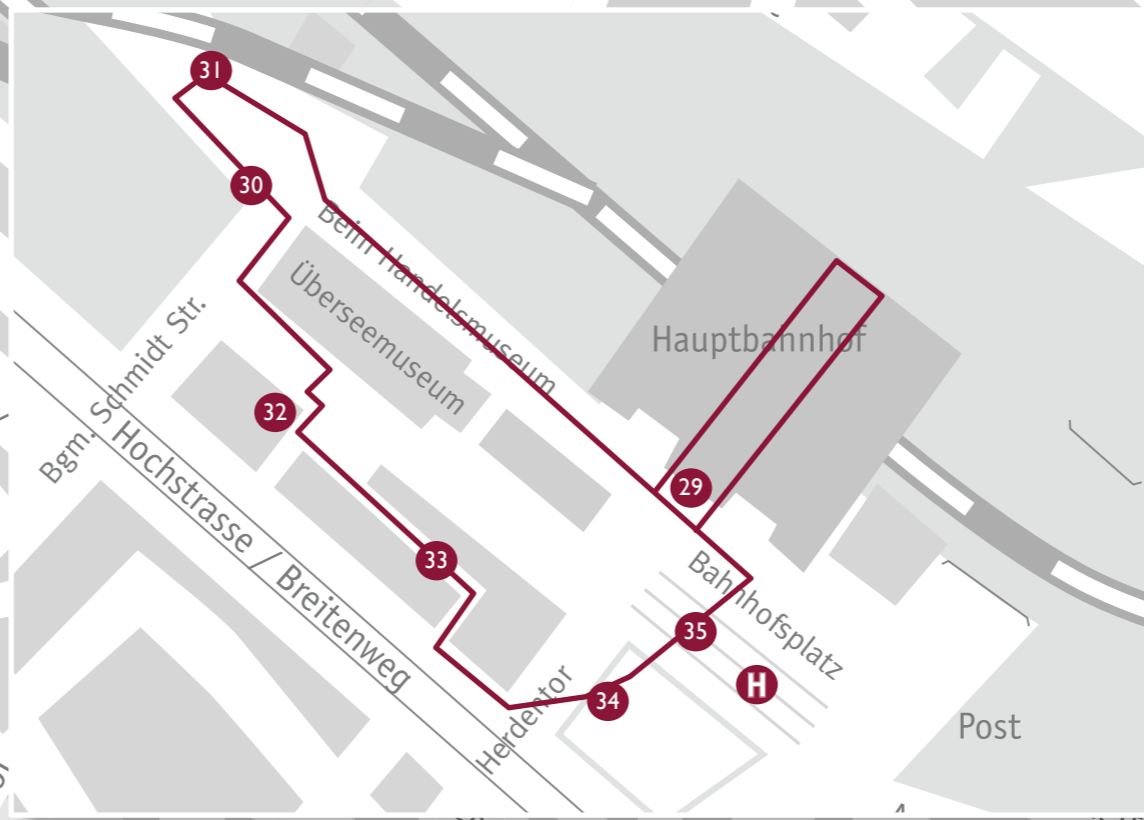 31
30
Beim Handelsmuseum
Überseemuseum
Hauptbahnhof
Bgm. Schmidt Str.
32
29
Hochstrasse / Breitenweg
33
Bahnhofsplatz
35
H
34
Herdentor
Post